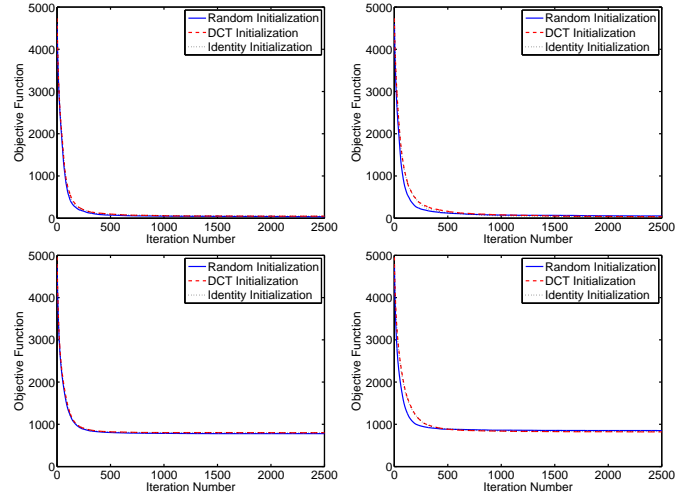 5000
4000
3000
2000
1000
0
0 500 1000 1500 2000 2500
Objective Function
Iteration Number
Random Initialization
DCT Initialization
Identity Initialization
5000
4000
3000
2000
1000
0
0 500 1000 1500 2000 2500
Objective Function
Iteration Number
Random Initialization
DCT Initialization
Identity Initialization
5000
4000
3000
2000
1000
0
0 500 1000 1500 2000 2500
Objective Function
Iteration Number
Random Initialization
DCT Initialization
Identity Initialization
5000
4000
3000
2000
1000
0
0 500 1000 1500 2000 2500
Objective Function
Iteration Number
Random Initialization
DCT Initialization
Identity Initialization